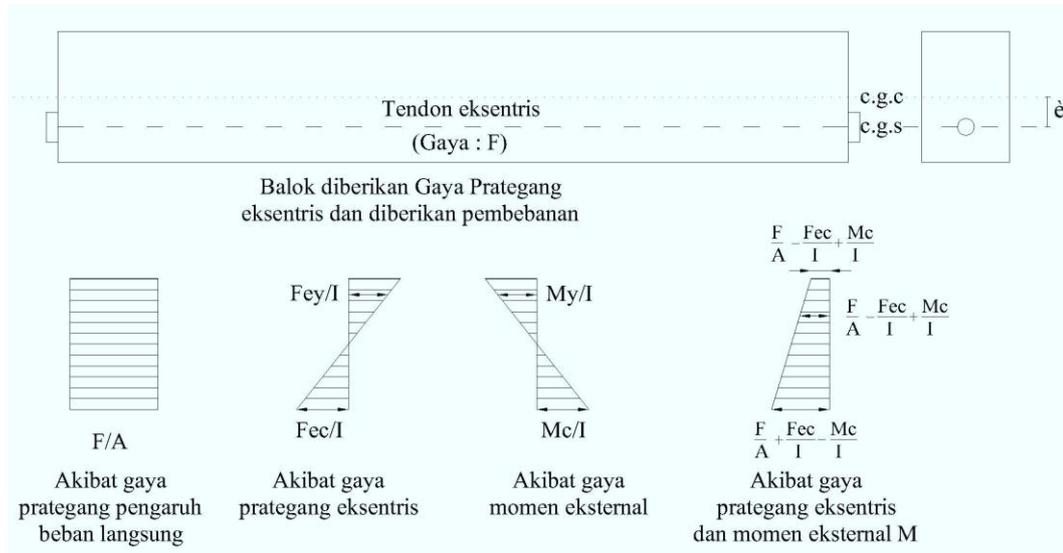 c.g.c
Tendon eksentris
c.g.s
è
(Gaya : F)
Balok diberikan Gaya Prategang
eksentris dan diberikan pembebanan
F/A
Akibat gaya
prategang pengaruh
beban langsung
Fey/I
Fec/I
Akibat gaya
prategang eksentris
My/I
Mc/I
Akibat gaya
momen eksternal
F/A - Fec/I + Mc/I
F/A - Fec/I + Mc/I
F/A + Fec/I - Mc/I
Akibat gaya
prategang eksentris
dan momen eksternal M